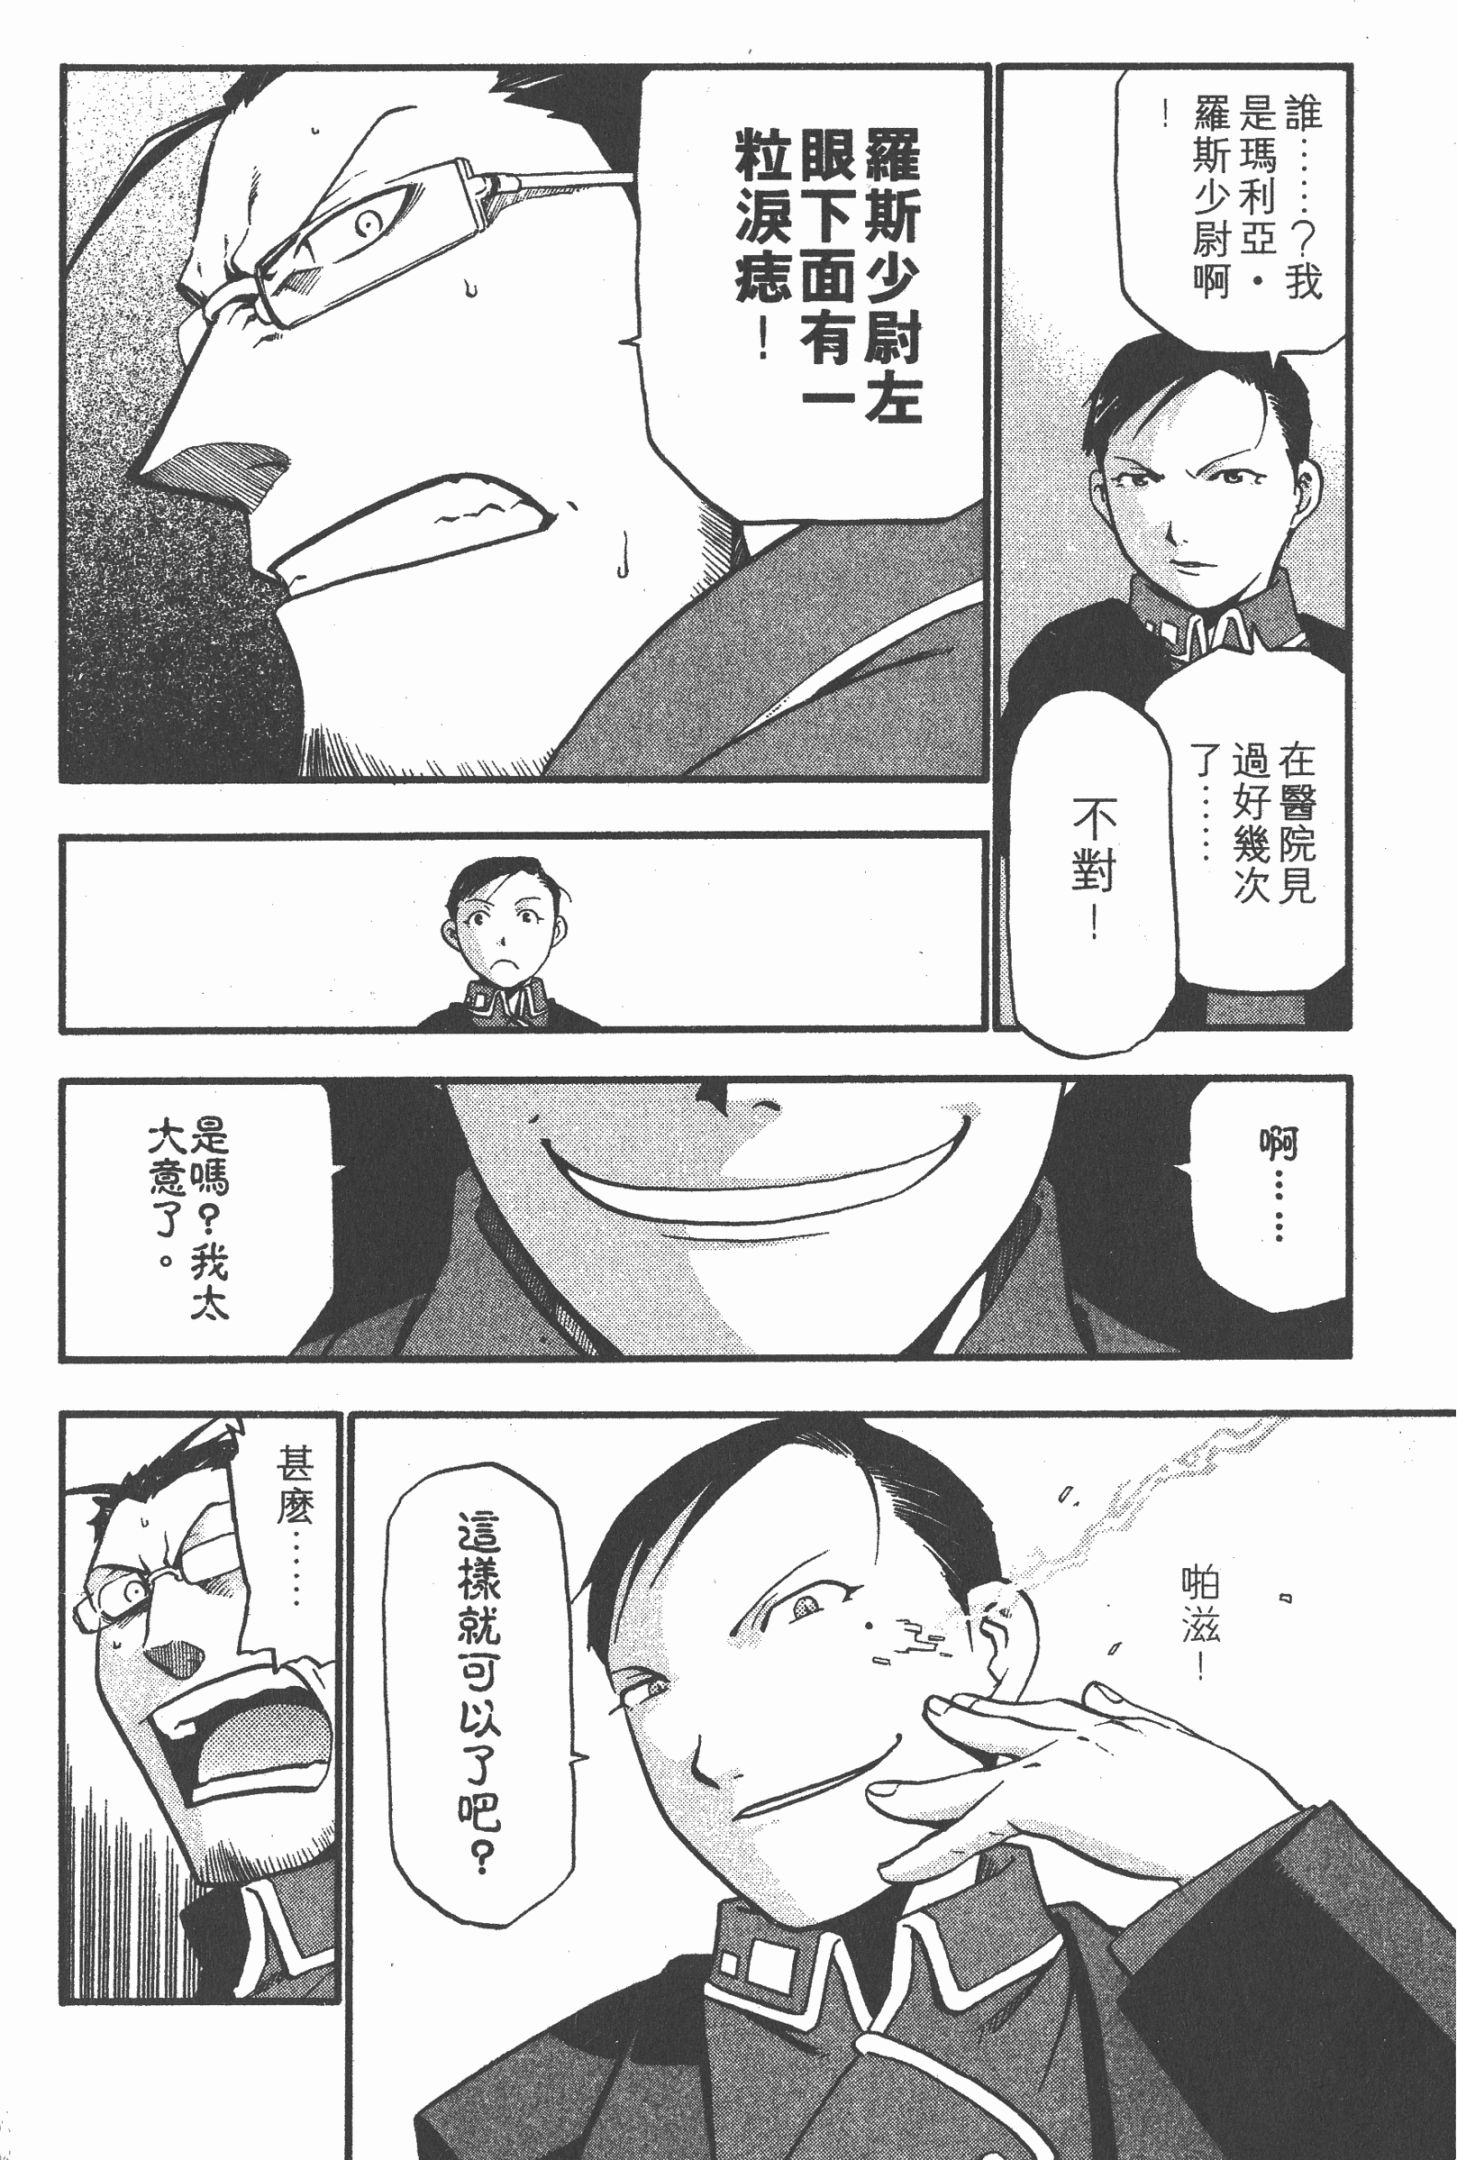 誰……？我
是瑪利亞・
羅斯少尉啊
！
在醫院見
過好幾次
了……
不對！
羅斯少尉左
眼下面有一
粒淚痣！
啊……
是嗎？我太
大意了。
啪滋！
這樣就可以了吧？
甚麼……